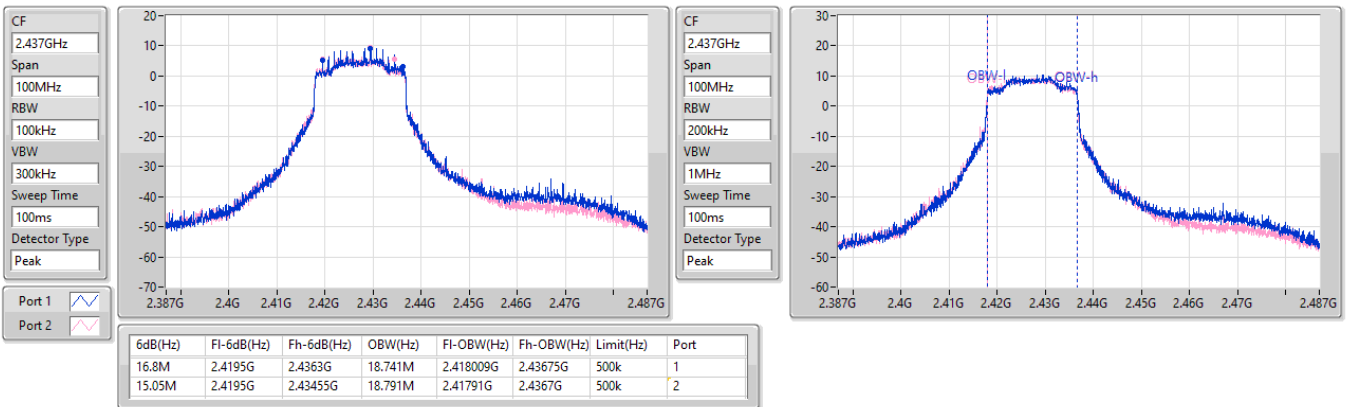 CF
2.437GHz
Span
100MHz
RBW
100kHz
VBW
300kHz
Sweep Time
100ms
Detector Type
Peak
Port 1
Port 2
20
10
0
-10
-20
-30
-40
-50
-60
-70
2.387G 2.4G 2.41G 2.42G 2.43G 2.44G 2.45G 2.46G 2.47G 2.487G
CF
2.437GHz
Span
100MHz
RBW
200kHz
VBW
1MHz
Sweep Time
100ms
Detector Type
Peak
30
20
10
0
-10
-20
-30
-40
-50
-60
OBW-l OBW-h
2.387G 2.4G 2.41G 2.42G 2.43G 2.44G 2.45G 2.46G 2.47G 2.487G
6dB(Hz) Fl-6dB(Hz) Fh-6dB(Hz) OBW(Hz) Fl-OBW(Hz) Fh-OBW(Hz) Limit(Hz) Port
16.8M 2.4195G 2.4363G 18.741M 2.418009G 2.43675G 500k 1
15.05M 2.4195G 2.43455G 18.791M 2.41791G 2.4367G 500k 2